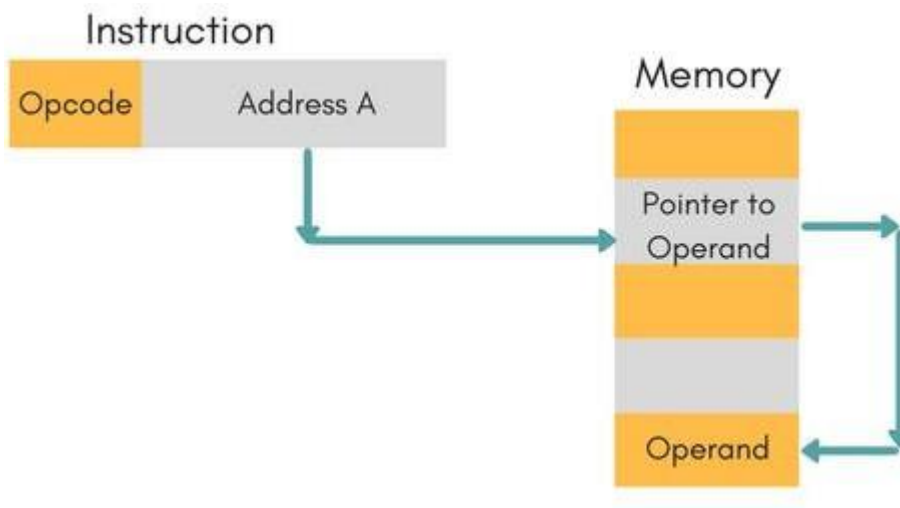 Instruction
Opcode
Address A
Memory
Pointer to
Operand
Operand